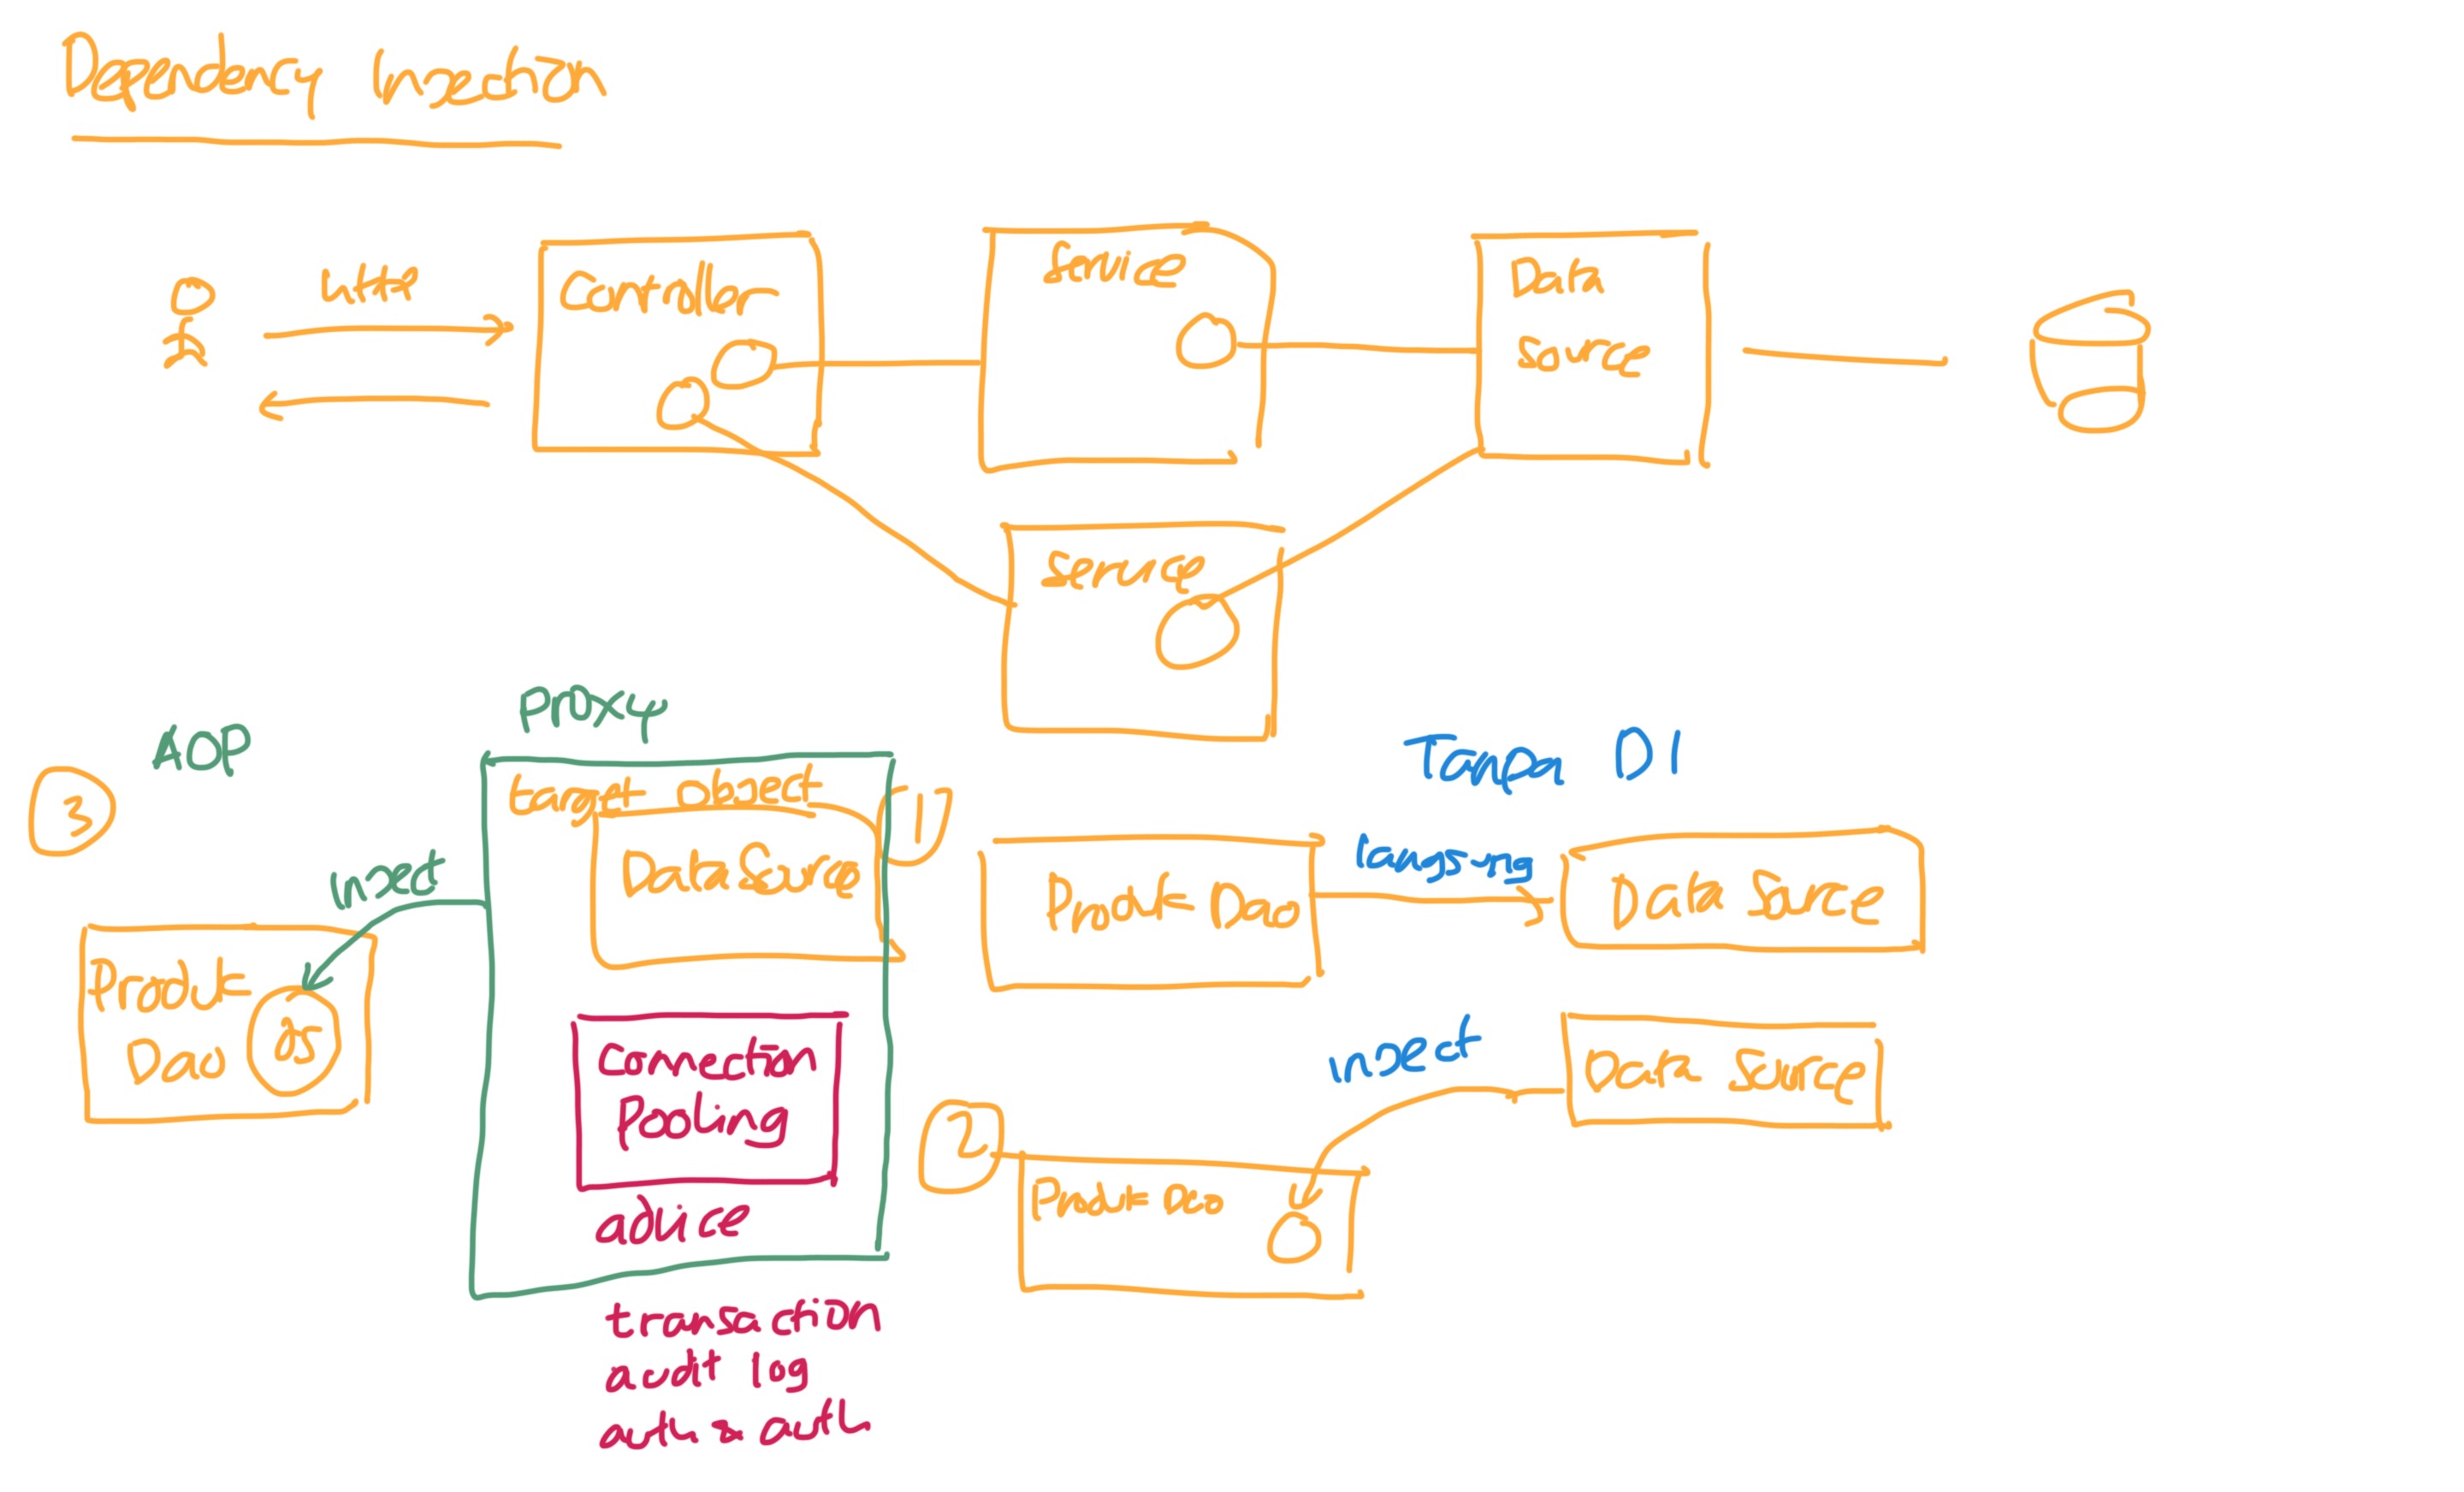 Dependency Injection
http
Controller
Service
Data
Source
Service
AOP
Proxy
3
target object
Data Source
inject
Produk
Dao
ds
Connection
Pooling
advice
transaction
audit log
auth & auth
Tanpa DI
1
Produk Dao
langsung
Data Source
inject
Data Source
2
Produk Dao